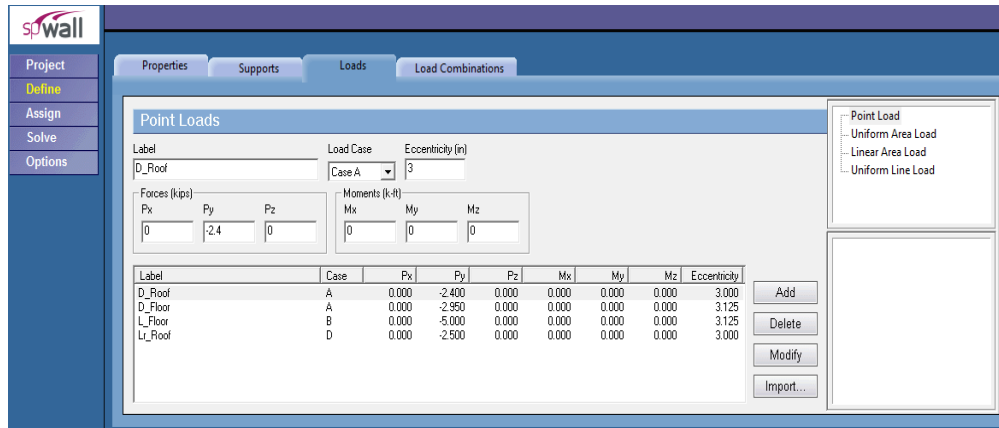 spwall
Project
Define
Assign
Solve
Options
Properties Supports Loads Load Combinations
Point Loads
Label Load Case Eccentricity (in)
D_Roof Case A 3
Forces (kips) Moments (k-ft)
Px Py Pz Mx My Mz
0 -2.4 0 0 0 0
Label Case Px Py Pz Mx My Mz Eccentricity
D_Roof A 0.000 -2.400 0.000 0.000 0.000 0.000 3.000
D_Floor A 0.000 -2.950 0.000 0.000 0.000 0.000 3.125
L_Floor B 0.000 -5.000 0.000 0.000 0.000 0.000 3.125
Lr_Roof D 0.000 -2.500 0.000 0.000 0.000 0.000 3.000
Add
Delete
Modify
Import...
Point Load
Uniform Area Load
Linear Area Load
Uniform Line Load